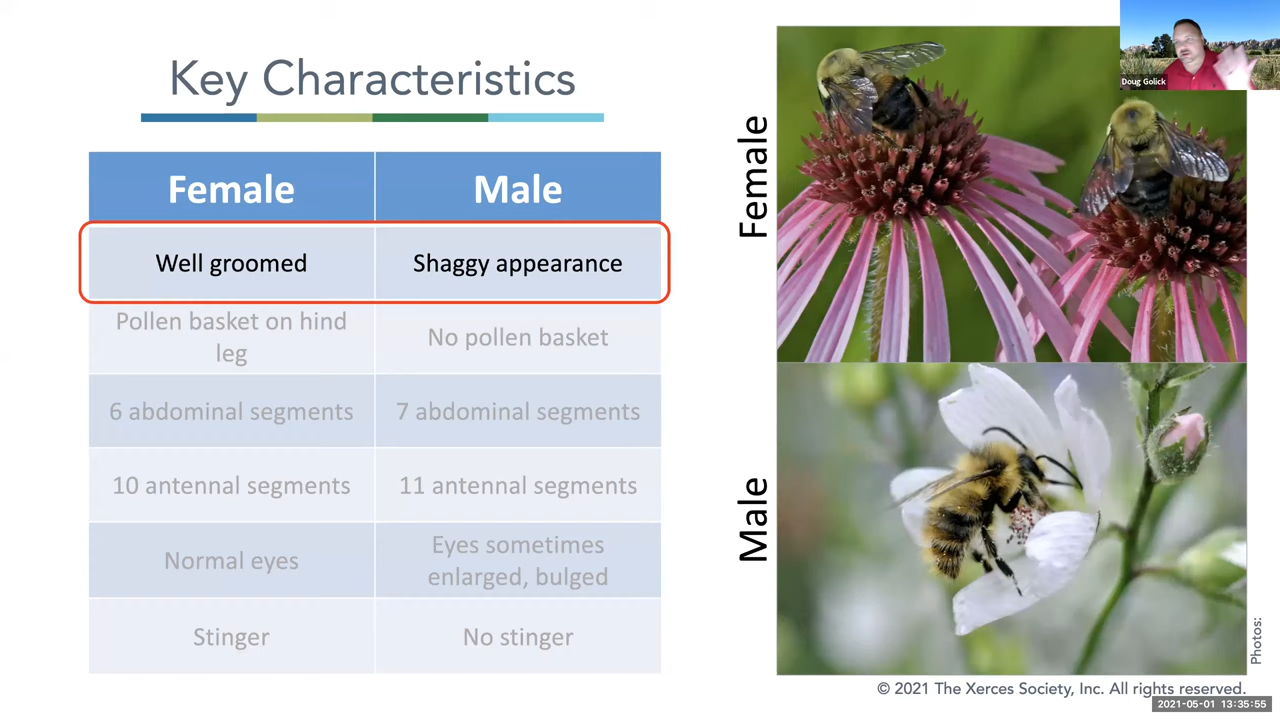 Key Characteristics
Female Male
Well groomed Shaggy appearance
Pollen basket on hind
leg
No pollen basket
6 abdominal segments 7 abdominal segments
10 antennal segments 11 antennal segments
Normal eyes
Eyes sometimes
enlarged, bulged
Stinger No stinger
Female
Male
Doug Golick
Photos:
© 2021 The Xerces Society, Inc. All rights reserved.
2021-05-01 13:35:55